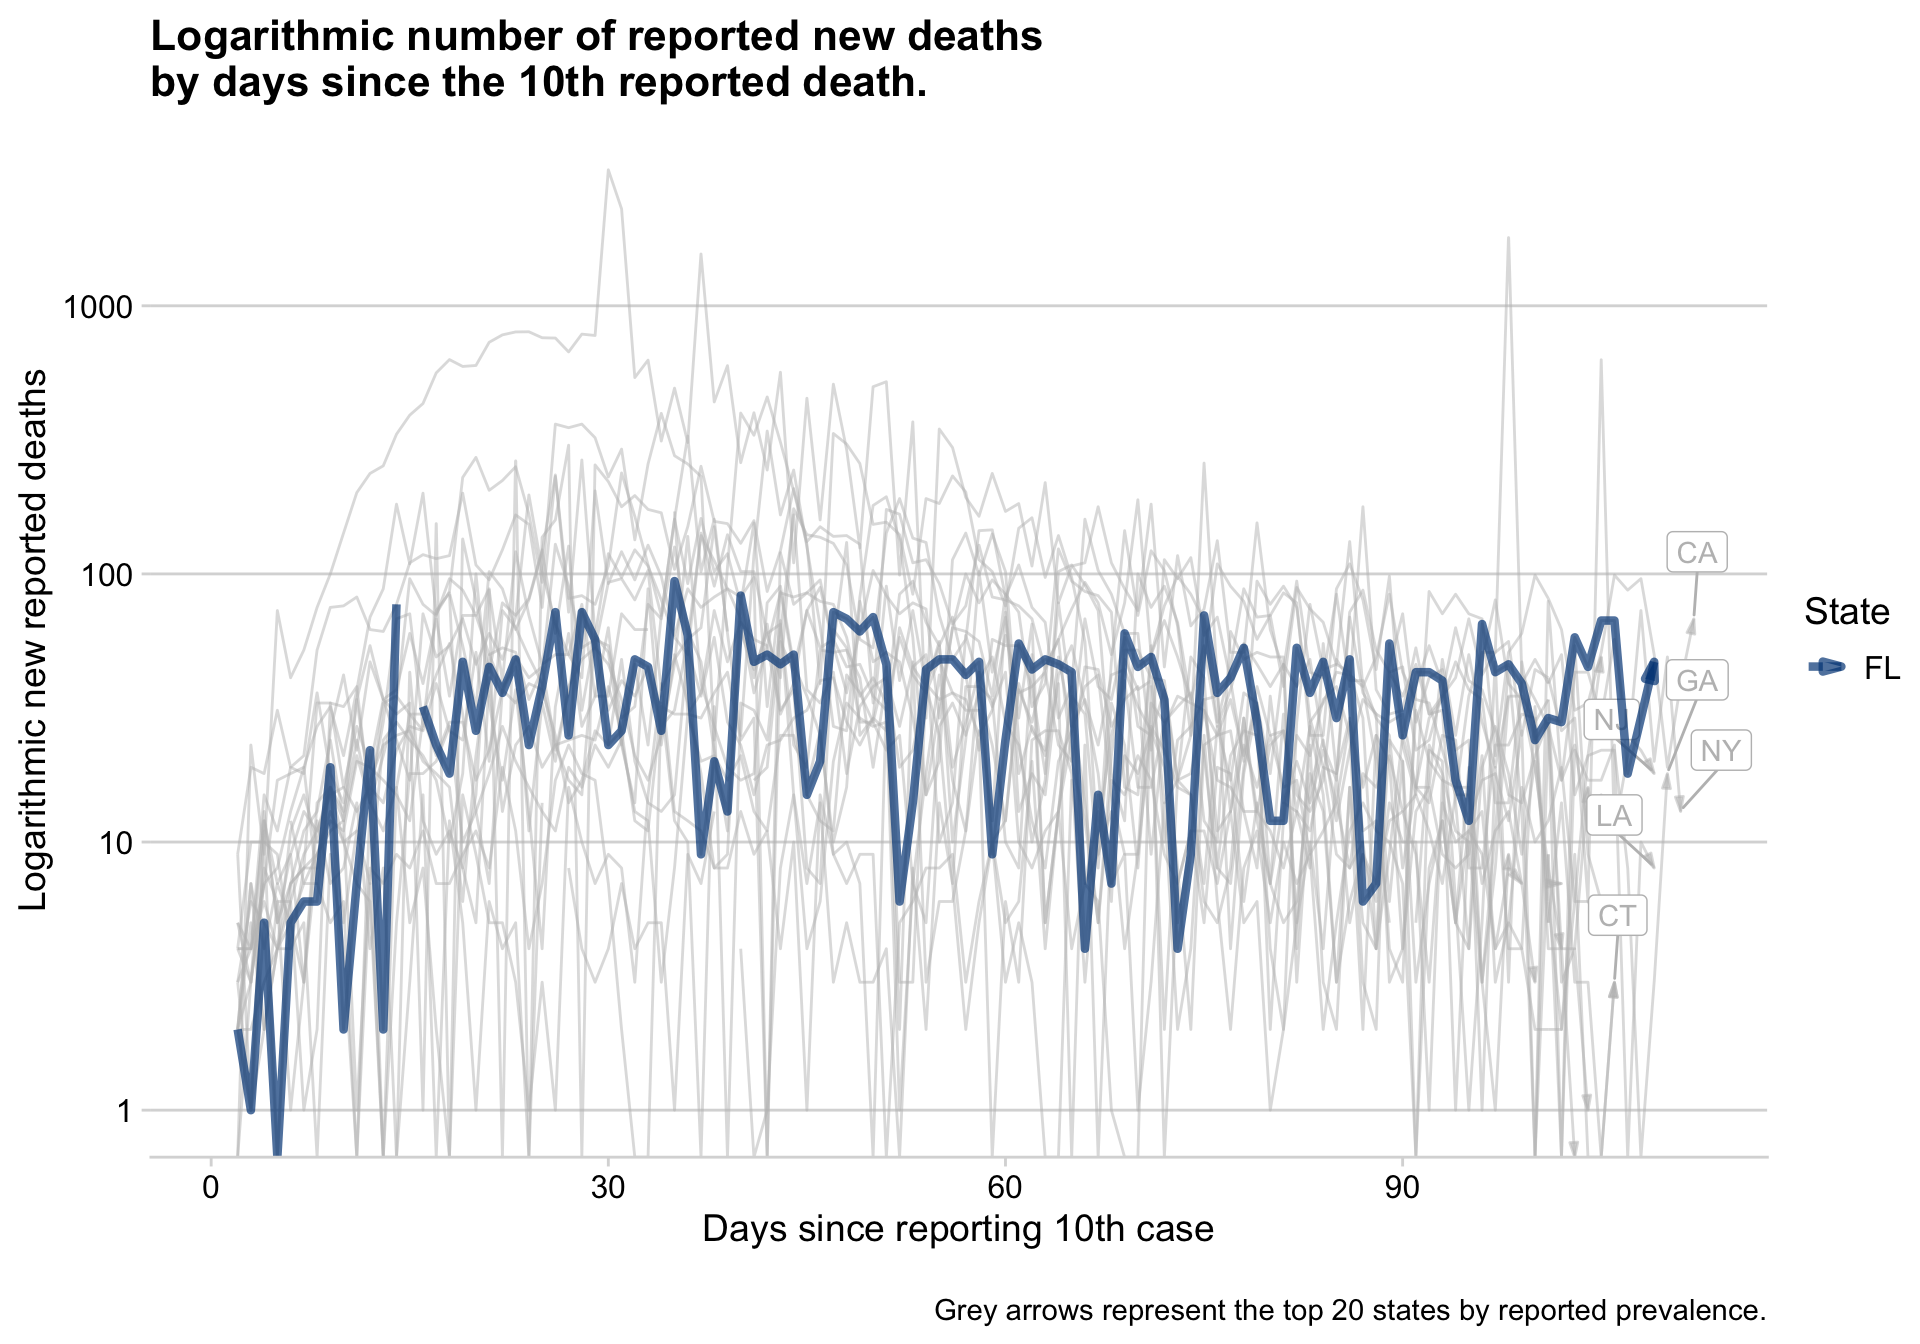 Logarithmic number of reported new deaths
by days since the 10th reported death.
Logarithmic new reported deaths
1000
100
10
1
CA
GA
NJ
NY
LA
CT
State
FL
0
30
60
90
Days since reporting 10th case
Grey arrows represent the top 20 states by reported prevalence.